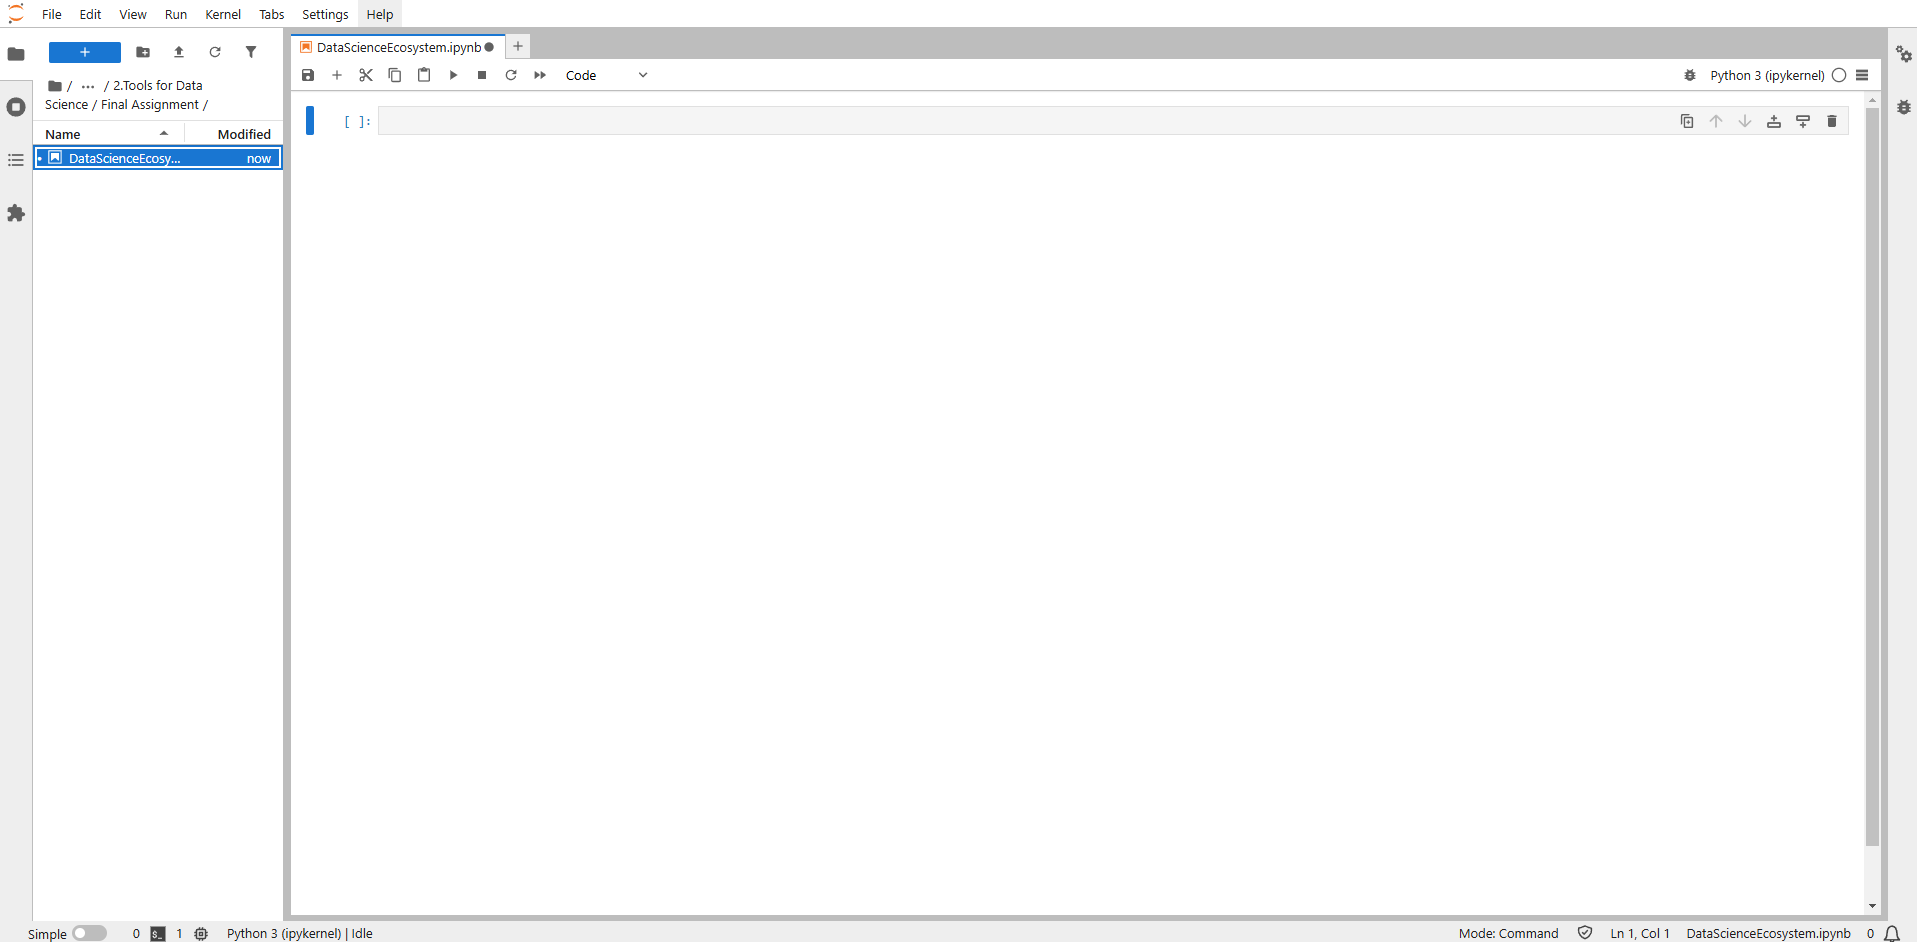 File Edit View Run Kernel Tabs Settings Help
/ ··· / 2.Tools for Data
Science / Final Assignment /
Name Modified
DataScienceEcosy... now
DataScienceEcosystem.ipynb
Code
Python 3 (ipykernel)
[ ]:
Simple 0 1 Python 3 (ipykernel) | Idle Mode: Command Ln 1, Col 1 DataScienceEcosystem.ipynb 0